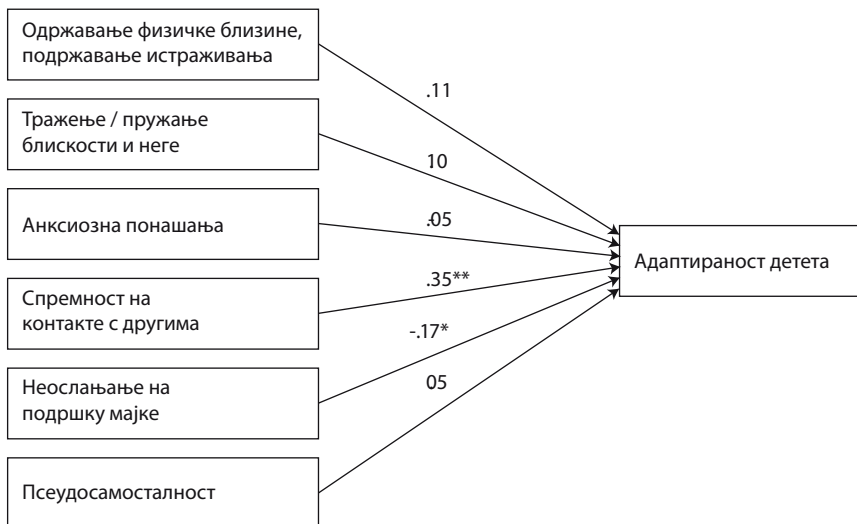 Одржавање физичке близине,
подржавање истраживања
.11
Тражење / пружање
блискости и неге
.10
Анксиозна понашања
-.05
Спремност на
контакте с другима
.35**
Адаптираност детета
-.17*
Неослањање на
подршку мајке
.05
Псеудосамосталност